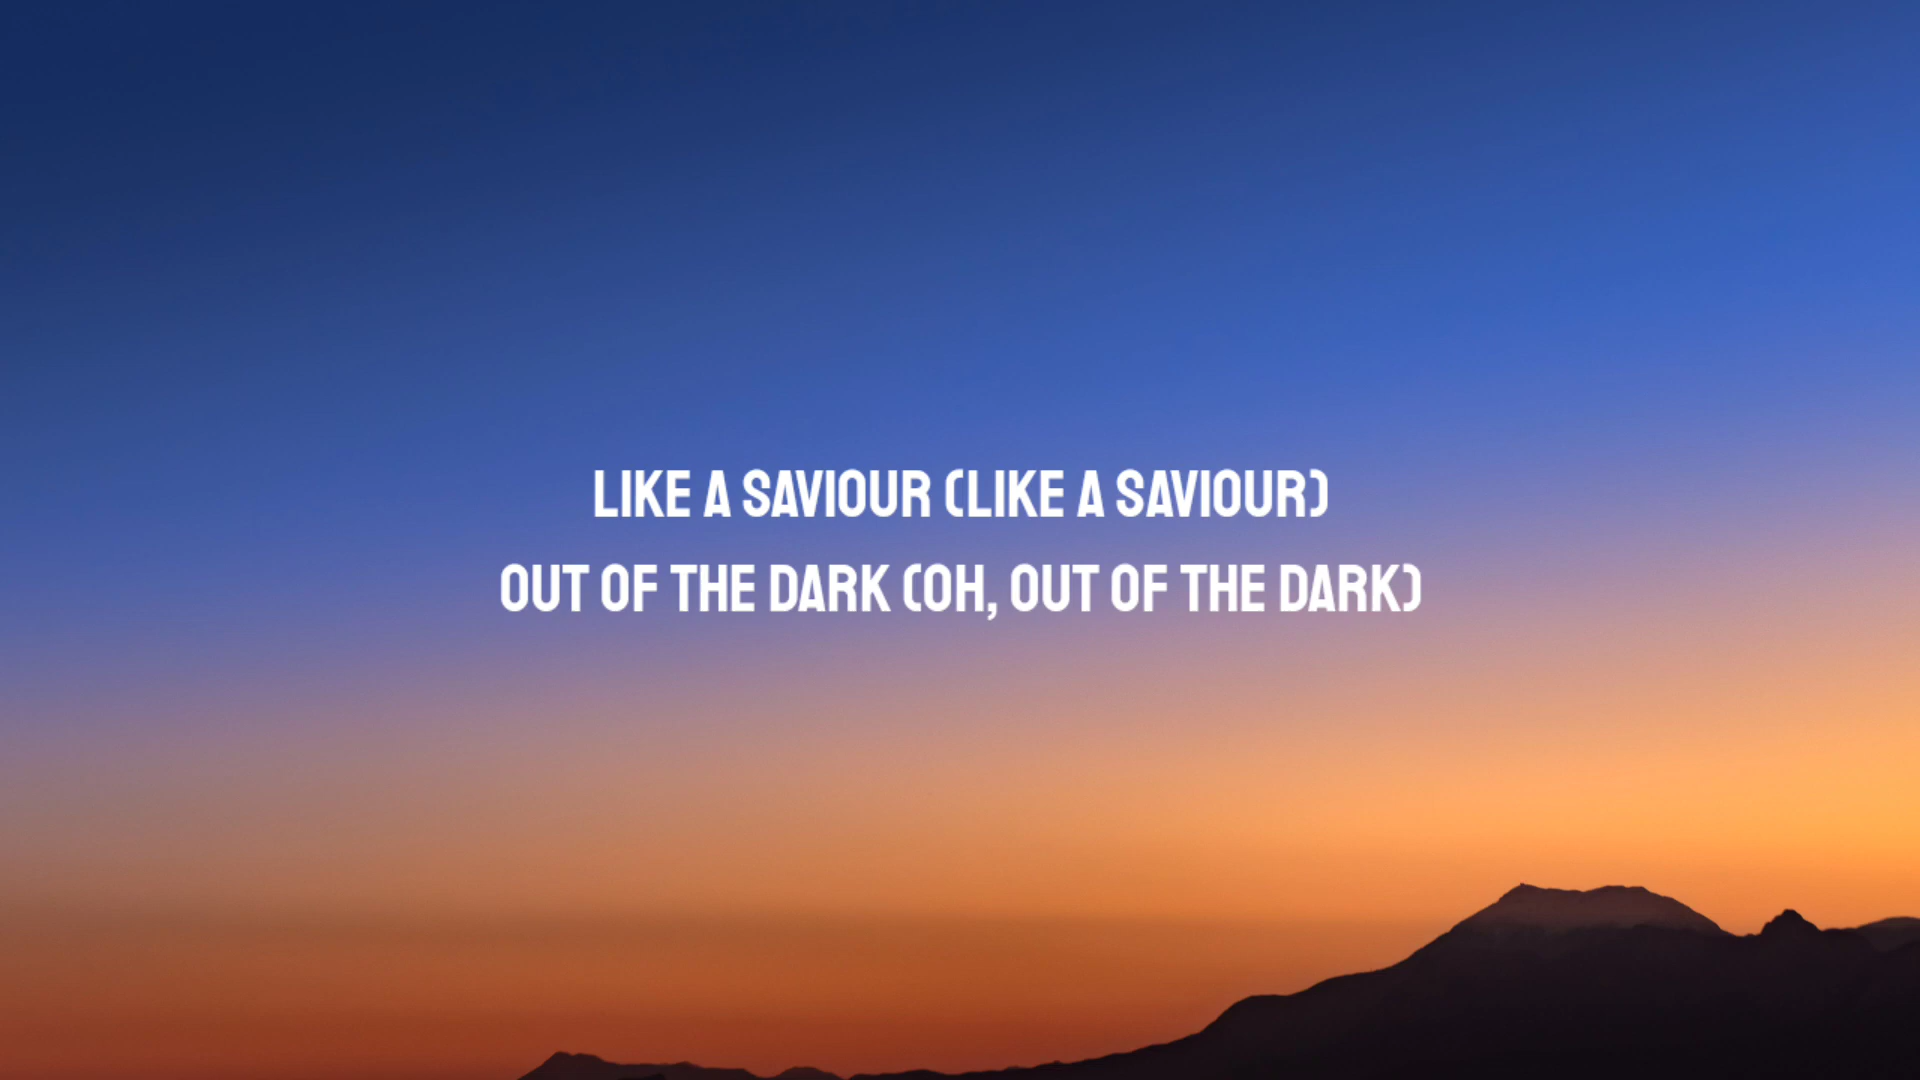 LIKE A SAVIOUR (LIKE A SAVIOUR)
OUT OF THE DARK (OH, OUT OF THE DARK)